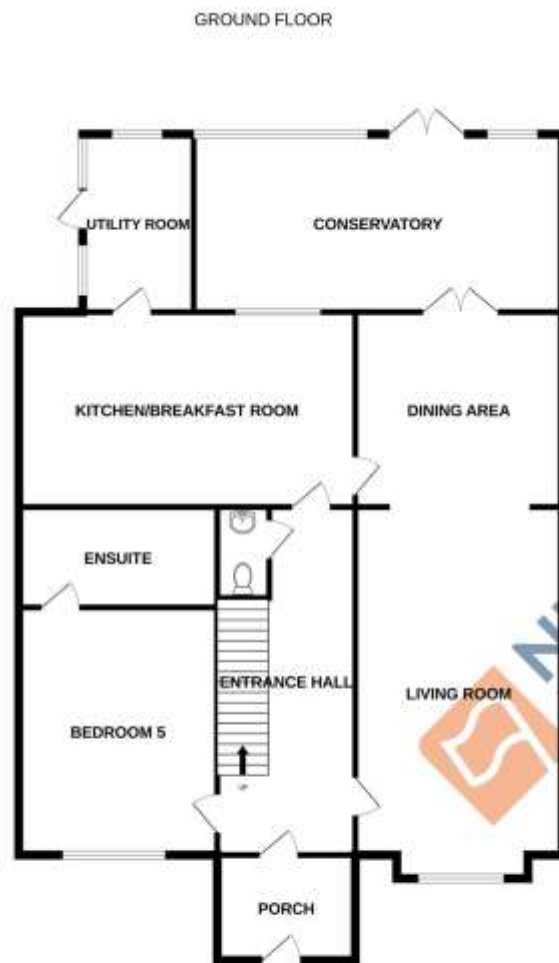 GROUND FLOOR
UTILITY ROOM
CONSERVATORY
KITCHEN/BREAKFAST ROOM
DINING AREA
ENSUITE
ENTRANCE HALL
LIVING ROOM
BEDROOM 5
PORCH